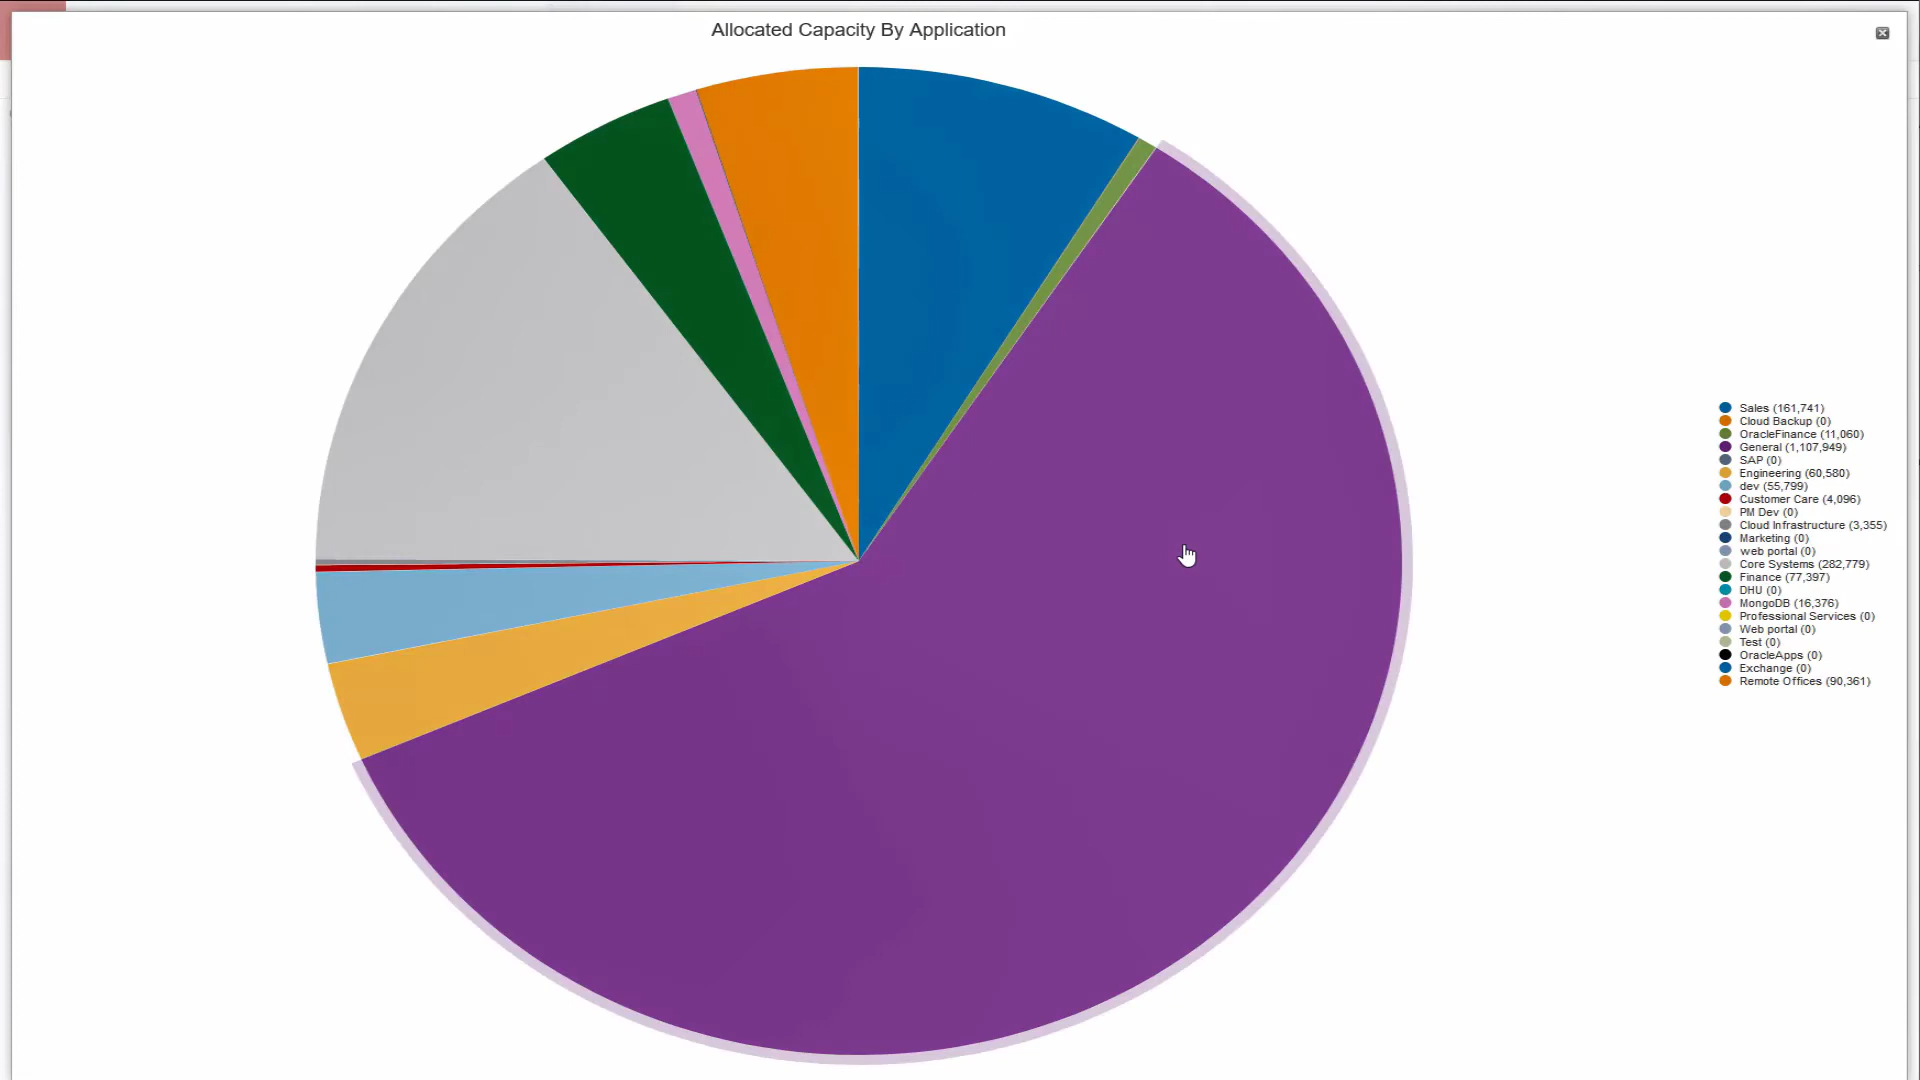 Allocated Capacity By Application
Sales (161,741)
Cloud Backup (0)
OracleFinance (11,060)
General (1,107,949)
SAP (0)
Engineering (60,580)
dev (55,799)
Customer Care (4,096)
PM Dev (0)
Cloud Infrastructure (3,355)
Marketing (0)
web portal (0)
Core Systems (282,779)
Finance (77,397)
DHU (0)
MongoDB (16,376)
Professional Services (0)
Web portal (0)
Test (0)
OracleApps (0)
Exchange (0)
Remote Offices (90,361)